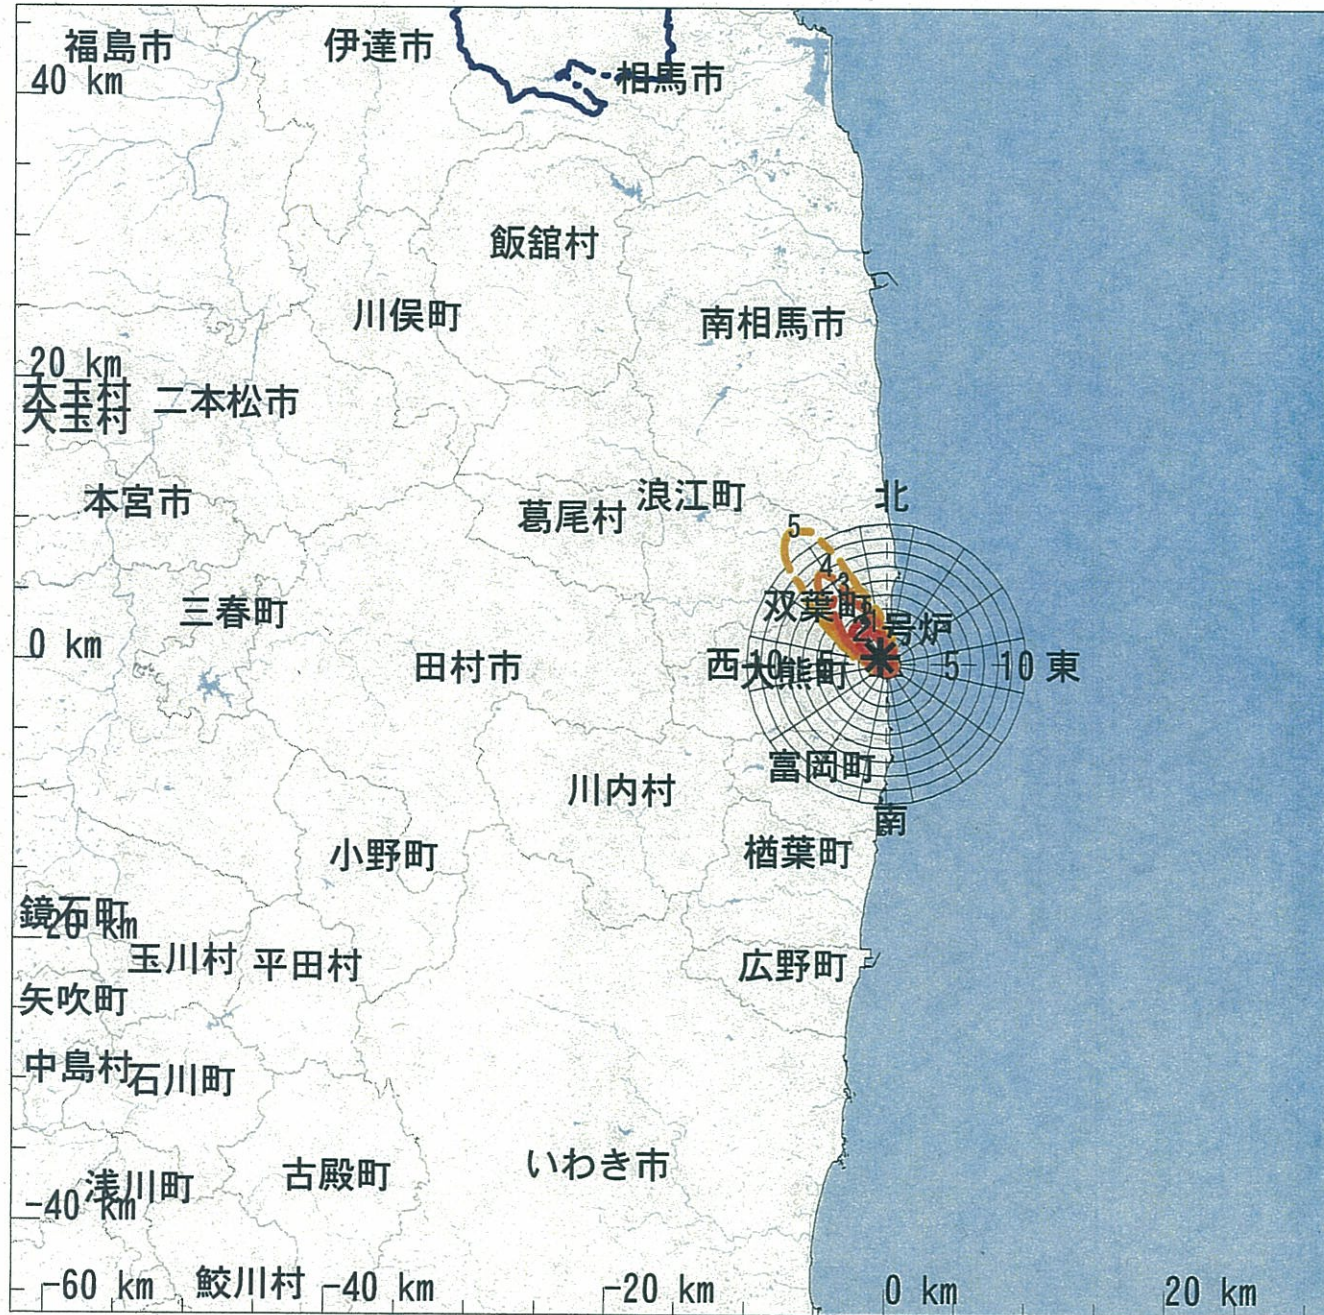 福島市
伊達市
相馬市
40 km
飯舘村
川俣町
南相馬市
20 km
大玉村
大玉村
二本松市
本宮市
葛尾村
浪江町
北
5
4
3
双葉町
2
号炉
三春町
0 km
田村市
西
10
5
大熊町
5
10
東
富岡町
川内村
南
小野町
楢葉町
鏡石町
-20 km
玉川村
平田村
広野町
矢吹町
中島村
石川町
いわき市
古殿町
浅川町
-40 km
-60 km
鮫川村
-40 km
-20 km
0 km
20 km